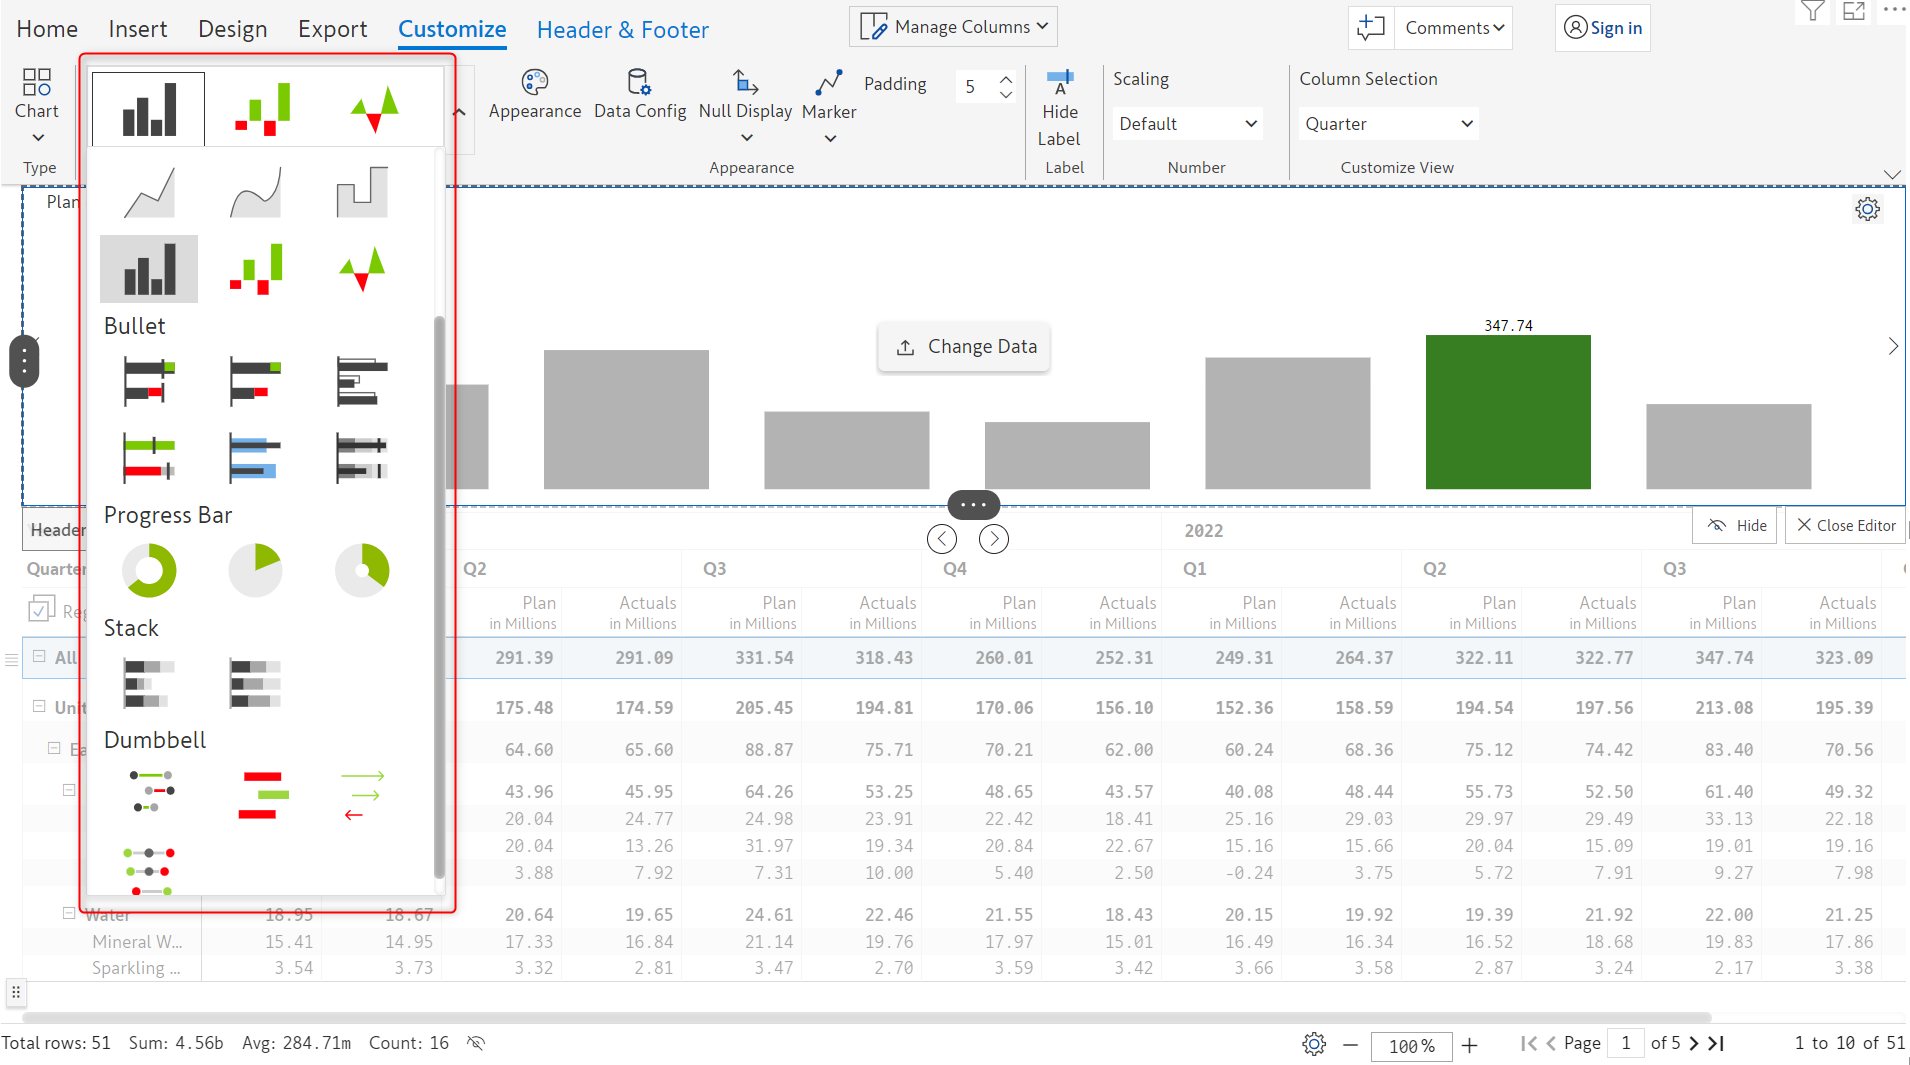 Home Insert Design Export Customize Header & Footer Manage Columns Comments Sign in
Chart Appearance Data Config Null Display Marker Padding 5 Hide Label Scaling Default Column Selection Quarter
Type Appearance Label Number Customize View
Plan
347.74
Change Data
Bullet
Progress Bar
Stack
Dumbbell
Header 2022 Hide Close Editor
Quarter Q2 Q3 Q4 Q1 Q2 Q3
Plan Actuals Plan Actuals Plan Actuals Plan Actuals Plan Actuals Plan Actuals
in Millions in Millions in Millions in Millions in Millions in Millions in Millions in Millions in Millions in Millions in Millions in Millions
All 291.39 291.09 331.54 318.43 260.01 252.31 249.31 264.37 322.11 322.77 347.74 323.09
175.48 174.59 205.45 194.81 170.06 156.10 152.36 158.59 194.54 197.56 213.08 195.39
64.60 65.60 88.87 75.71 70.21 62.00 60.24 68.36 75.12 74.42 83.40 70.56
43.96 45.95 64.26 53.25 48.65 43.57 40.08 48.44 55.73 52.50 61.40 49.32
20.04 24.77 24.98 23.91 22.42 18.41 25.16 29.03 29.97 29.49 33.13 22.18
20.04 13.26 31.97 19.34 20.84 22.67 15.16 15.66 20.04 15.09 19.01 19.16
3.88 7.92 7.31 10.00 5.40 2.50 -0.24 3.75 5.72 7.91 9.27 7.98
Water 18.95 18.67 20.64 19.65 24.61 22.46 21.55 18.43 20.15 19.92 19.39 21.92 22.00 21.25
Mineral W... 15.41 14.95 17.33 16.84 21.14 19.76 17.97 15.01 16.49 16.34 16.52 18.68 19.83 17.86
Sparkling ... 3.54 3.73 3.32 2.81 3.47 2.70 3.59 3.42 3.66 3.58 2.87 3.24 2.17 3.38
Total rows: 51 Sum: 4.56b Avg: 284.71m Count: 16 100% Page 1 of 5 1 to 10 of 51